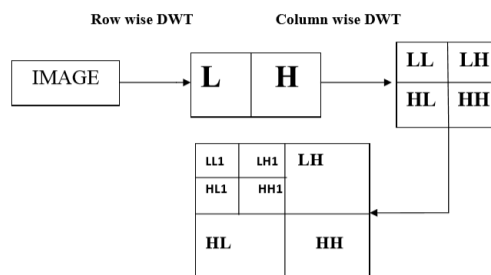 Row wise DWT Column wise DWT
IMAGE
L H
LL LH
HL HH
LL1 LH1 LH
HL1 HH1
HL HH